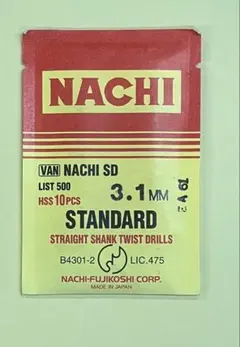 NACHI
VAN NACHI SD
LIST 500
HSS 10PCS
3.1MM
STANDARD
STRAIGHT SHANK TWIST DRILLS
B4301-2 LIC.475
NACHI-FUJIKOSHI CORP.
MADE IN JAPAN